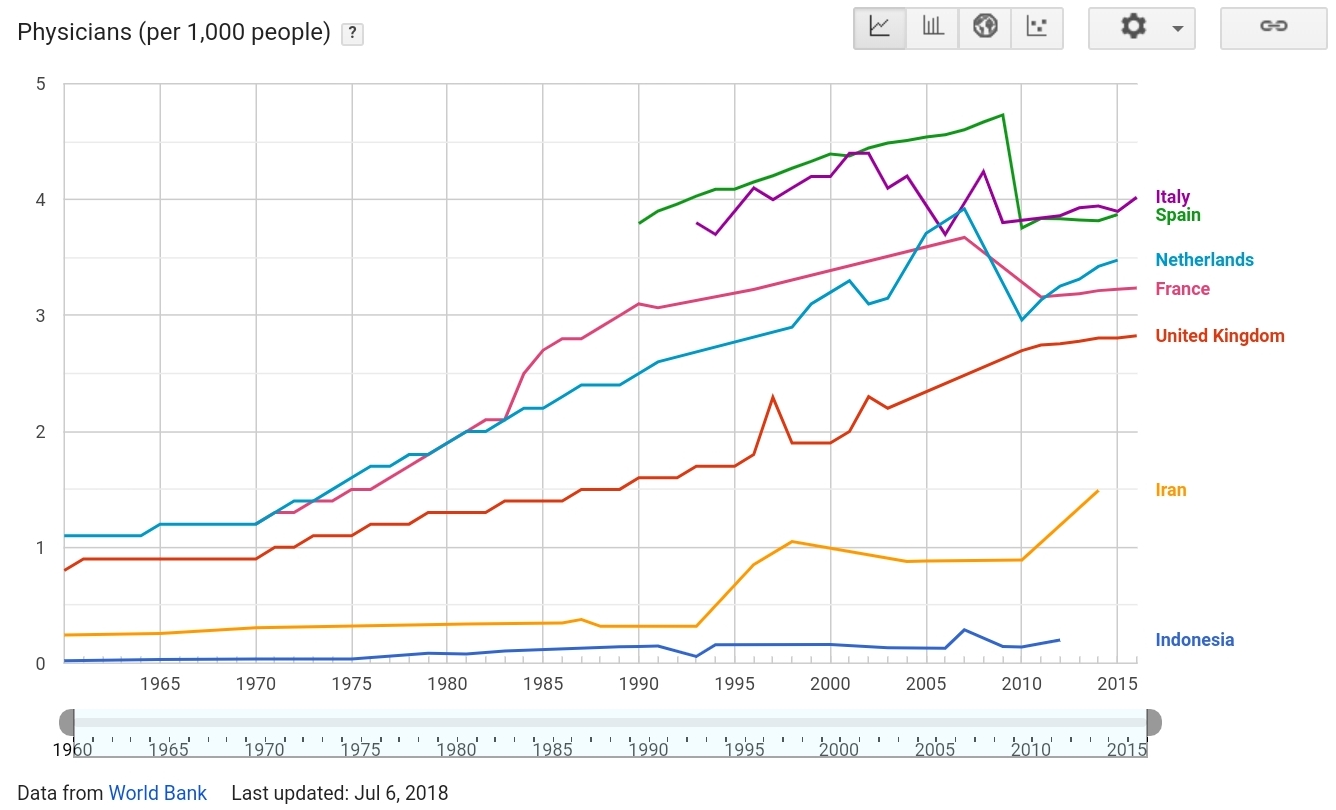 Physicians (per 1,000 people) ?
5
4
3
2
1
0
Italy
Spain
Netherlands
France
United Kingdom
Iran
Indonesia
1965 1970 1975 1980 1985 1990 1995 2000 2005 2010 2015
1960 1965 1970 1975 1980 1985 1990 1995 2000 2005 2010 2015
Data from World Bank Last updated: Jul 6, 2018